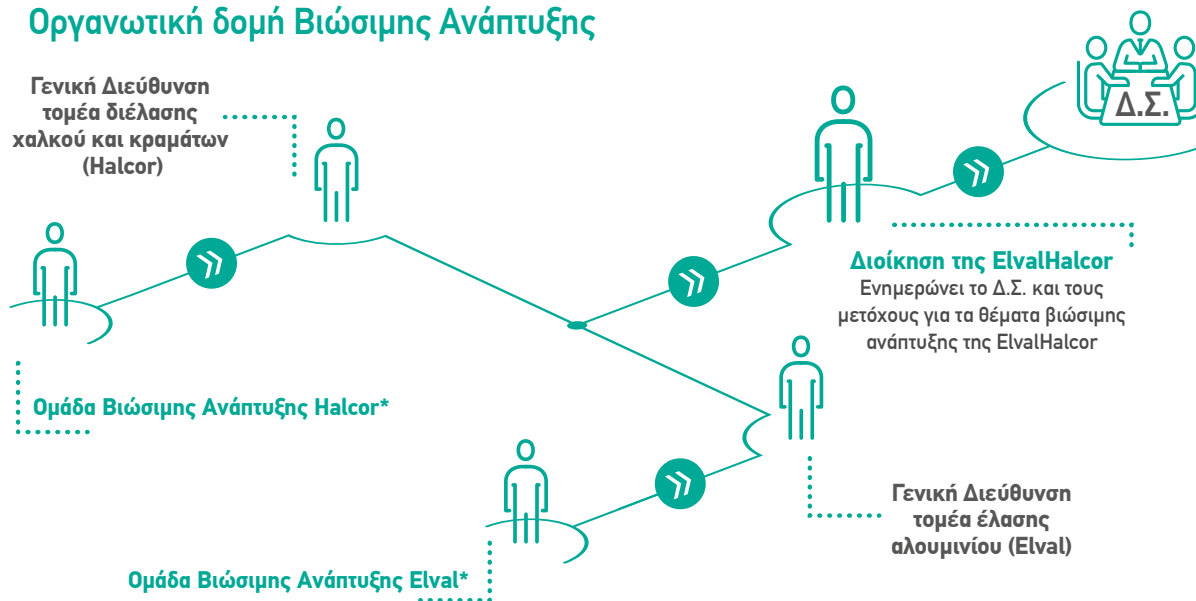 Οργανωτική δομή Βιώσιμης Ανάπτυξης
Γενική Διεύθυνση
τομέα διέλασης
χαλκού και κραμάτων
(Halcor)
Δ.Σ.
Διοίκηση της ElvalHalcor
Ενημερώνει το Δ.Σ. και τους
μετόχους για τα θέματα βιώσιμης
ανάπτυξης της ElvalHalcor
Ομάδα Βιώσιμης Ανάπτυξης Halcor*
Γενική Διεύθυνση
τομέα έλασης
αλουμινίου (Elval)
Ομάδα Βιώσιμης Ανάπτυξης Elval*